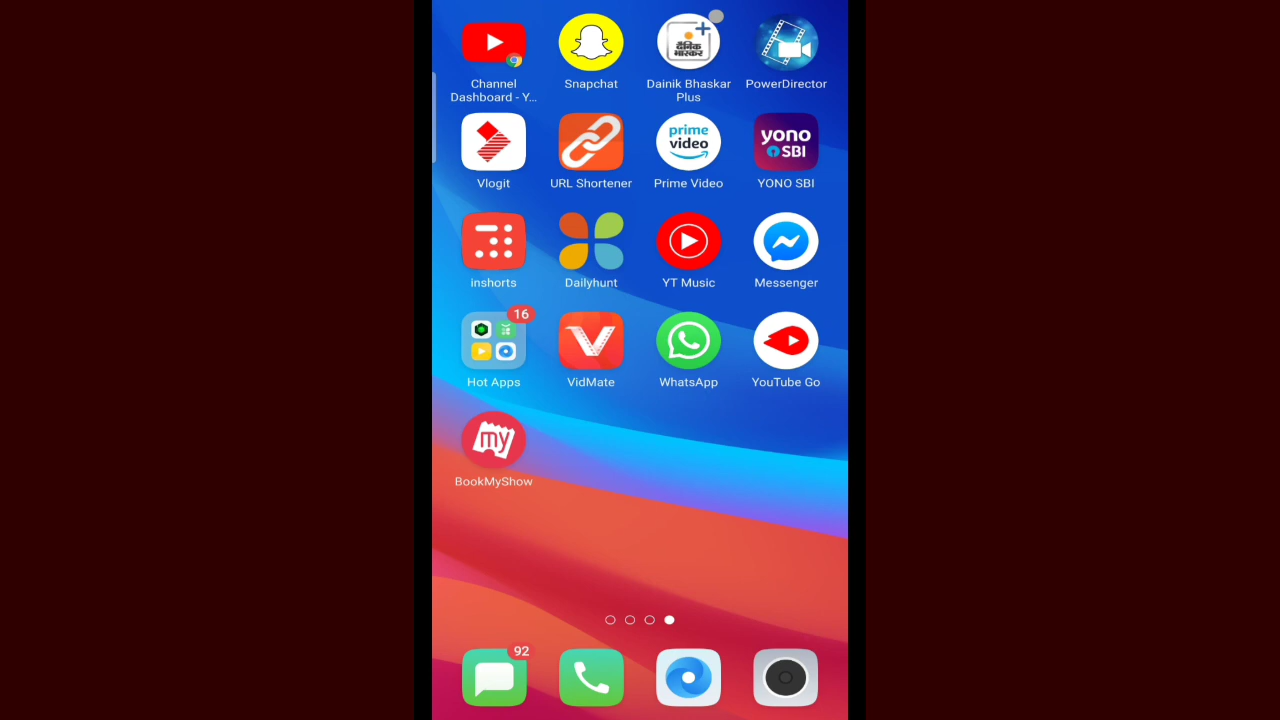 Channel
Dashboard - Y...
Snapchat
दैनिक
भास्कर
Dainik Bhaskar
Plus
PowerDirector
Vlogit
URL Shortener
prime
video
Prime Video
yono
SBI
YONO SBI
inshorts
Dailyhunt
YT Music
Messenger
16
Hot Apps
VidMate
WhatsApp
YouTube Go
my
BookMyShow
92